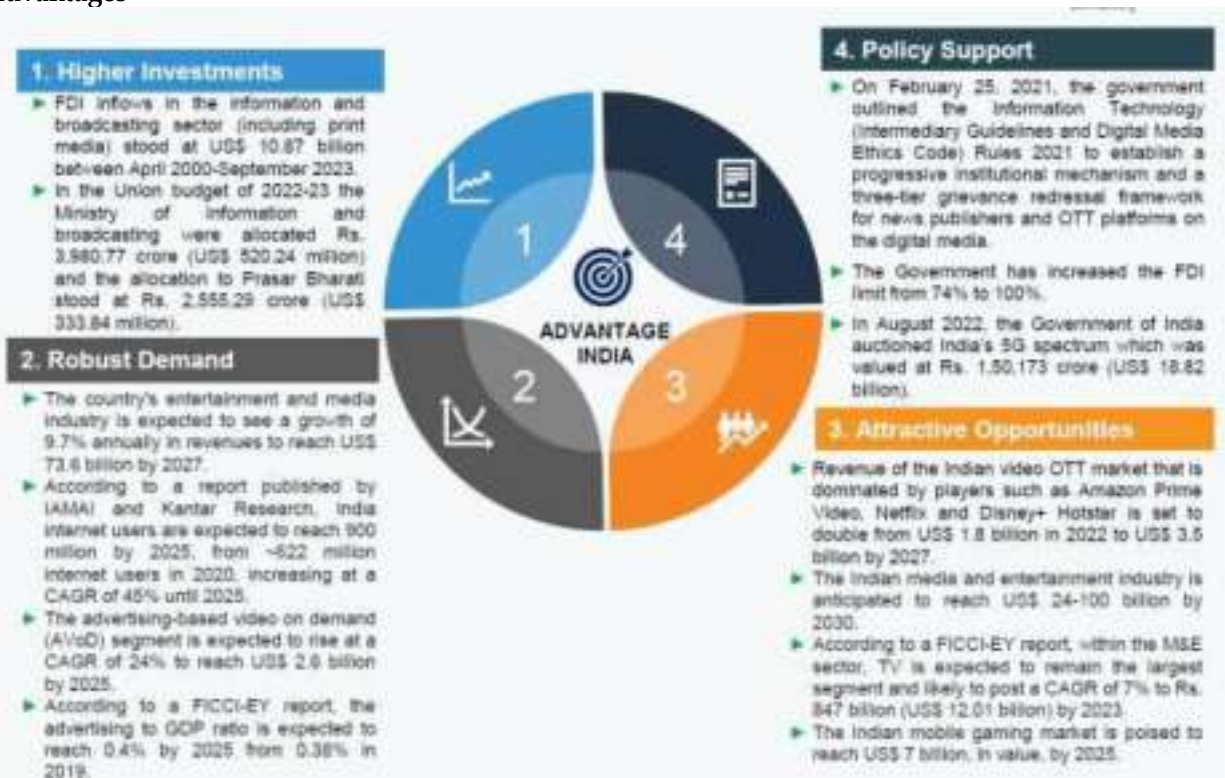 advantages
1. Higher Investments
► FDI inflows in the information and
broadcasting sector (including print
media) stood at US$ 10.87 billion
between April 2000-September 2023.
► In the Union budget of 2022-23 the
Ministry of Information and
broadcasting were allocated Rs.
3,980.77 crore (US$ 520.24 million)
and the allocation to Prasar Bharati
stood at Rs. 2,555.29 crore (US$
333.84 million).
2. Robust Demand
► The country's entertainment and media
industry is expected to see a growth of
9.7% annually in revenues to reach US$
73.6 billion by 2027.
► According to a report published by
IAMAI and Kantar Research, India
internet users are expected to reach 900
million by 2025, from ~622 million
internet users in 2020, increasing at a
CAGR of 45% until 2025.
► The advertising-based video on demand
(AVoD) segment is expected to rise at a
CAGR of 24% to reach US$ 2.6 billion
by 2025.
► According to a FICCI-EY report, the
advertising to GDP ratio is expected to
reach 0.4% by 2025 from 0.38% in
2019.
1
4
ADVANTAGE
INDIA
2
3
4. Policy Support
► On February 25, 2021, the government
outlined the Information Technology
(Intermediary Guidelines and Digital Media
Ethics Code) Rules 2021 to establish a
progressive institutional mechanism and a
three-tier grievance redressal framework
for news publishers and OTT platforms on
the digital media.
► The Government has increased the FDI
limit from 74% to 100%.
► In August 2022, the Government of India
auctioned India's 5G spectrum which was
valued at Rs. 1,50,173 crore (US$ 18.82
billion).
3. Attractive Opportunities
► Revenue of the Indian video OTT market that is
dominated by players such as Amazon Prime
Video, Netflix and Disney+ Hotstar is set to
double from US$ 1.8 billion in 2022 to US$ 3.5
billion by 2027.
► The Indian media and entertainment industry is
anticipated to reach US$ 24-100 billion by
2030.
► According to a FICCI-EY report, within the M&E
sector, TV is expected to remain the largest
segment and likely to post a CAGR of 7% to Rs.
847 billion (US$ 12.01 billion) by 2023.
► The Indian mobile gaming market is poised to
reach US$ 7 billion, in value, by 2025.